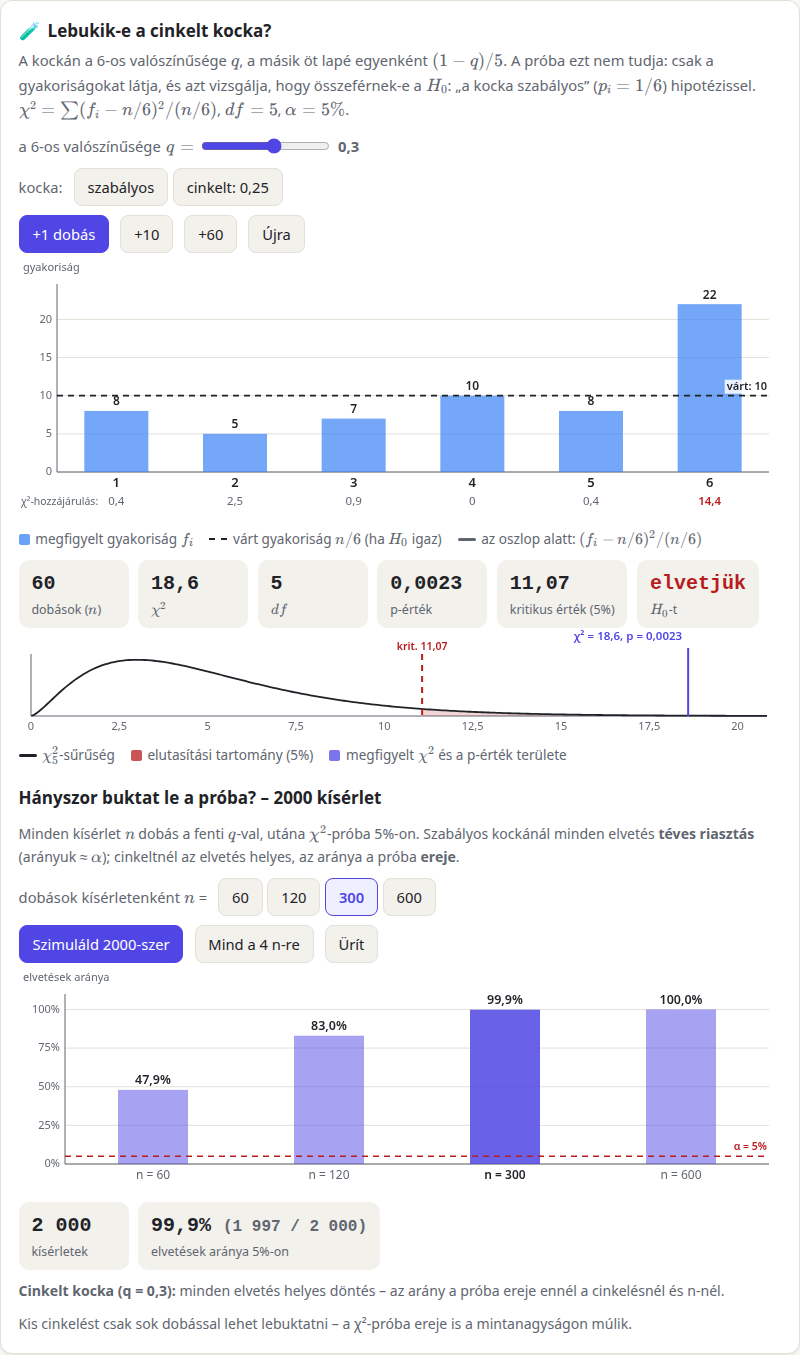 🧪 Lebukik-e a cinkelt kocka?
A kockán a 6-os valószínűsége q, a másik öt lapé egyenként (1 − q)/5. A próba ezt nem tudja: csak a
gyakoriságokat látja, és azt vizsgálja, hogy összeférnek-e a H₀: „a kocka szabályos” (pᵢ = 1/6) hipotézissel.
χ² = ∑(fᵢ − n/6)²/(n/6), df = 5, α = 5%.
a 6-os valószínűsége q = 0,3
kocka: szabályos cinkelt: 0,25
+1 dobás +10 +60 Újra
gyakoriság
22
20
15
várt: 10
10 10
8 8
7
5 5
0
1 2 3 4 5 6
χ²-hozzájárulás: 0,4 2,5 0,9 0 0,4 14,4
megfigyelt gyakoriság fᵢ várt gyakoriság n/6 (ha H₀ igaz) az oszlop alatt: (fᵢ − n/6)²/(n/6)
60 18,6 5 0,0023 11,07 elvetjük
dobások (n) χ² df p-érték kritikus érték (5%) H₀-t
χ² = 18,6, p = 0,0023
krit. 11,07
0 2,5 5 7,5 10 12,5 15 17,5 20
χ²₅-sűrűség elutasítási tartomány (5%) megfigyelt χ² és a p-érték területe
Hányszor buktat le a próba? – 2000 kísérlet
Minden kísérlet n dobás a fenti q-val, utána χ²-próba 5%-on. Szabályos kockánál minden elvetés téves riasztás
(arányuk ≈ α); cinkeltnél az elvetés helyes, az aránya a próba ereje.
dobások kísérletenként n = 60 120 300 600
Szimuláld 2000-szer Mind a 4 n-re Ürít
elvetések aránya
99,9% 100,0%
100%
83,0%
75%
47,9%
50%
25%
α = 5%
0%
n = 60 n = 120 n = 300 n = 600
2 000 99,9% (1 997 / 2 000)
kísérletek elvetések aránya 5%-on
Cinkelt kocka (q = 0,3): minden elvetés helyes döntés – az arány a próba ereje ennél a cinkelésnél és n-nél.
Kis cinkelést csak sok dobással lehet lebuktatni – a χ²-próba ereje is a mintanagyságon múlik.